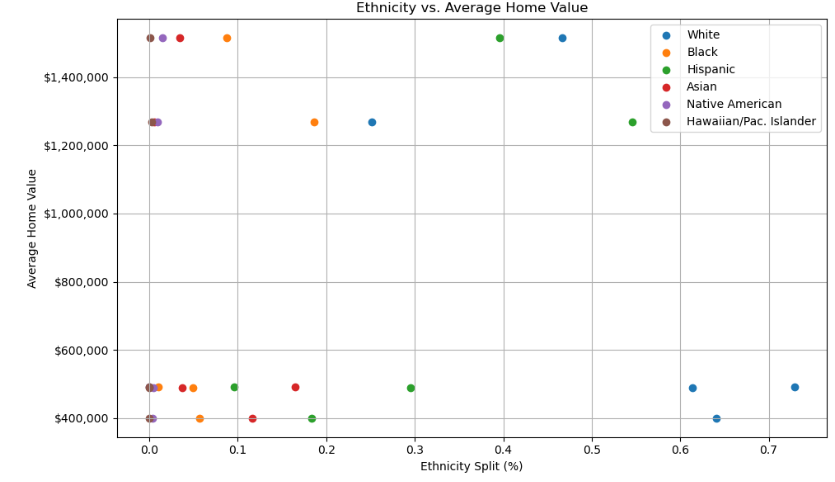 Ethnicity vs. Average Home Value
White
Black
Hispanic
Asian
Native American
Hawaiian/Pac. Islander
$1,400,000
$1,200,000
$1,000,000
$800,000
$600,000
$400,000
Average Home Value
0.0 0.1 0.2 0.3 0.4 0.5 0.6 0.7
Ethnicity Split (%)